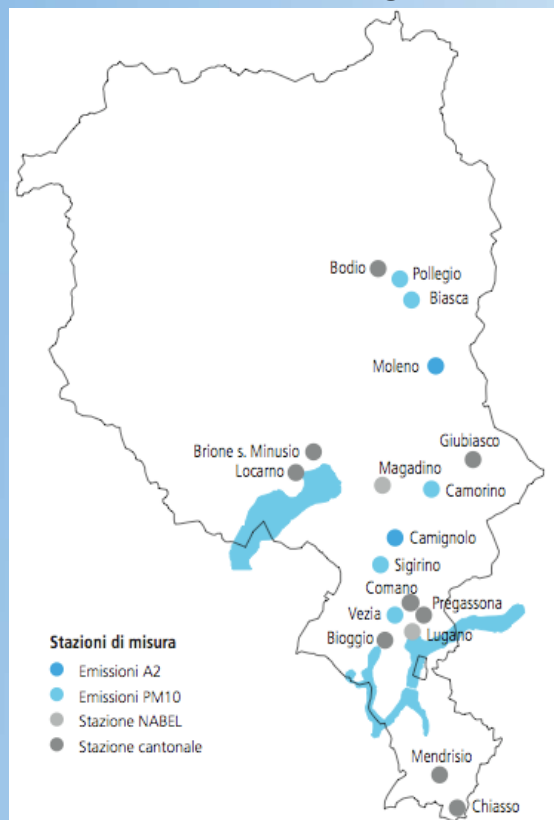 Bodio
Pollegio
Biasca
Moleno
Giubiasco
Brione s. Minusio
Locarno
Magadino
Camorino
Camignolo
Sigirino
Comano
Pregassona
Vezia
Lugano
Bioggio
Stazioni di misura
Emissioni A2
Emissioni PM10
Stazione NABEL
Stazione cantonale
Mendrisio
Chiasso